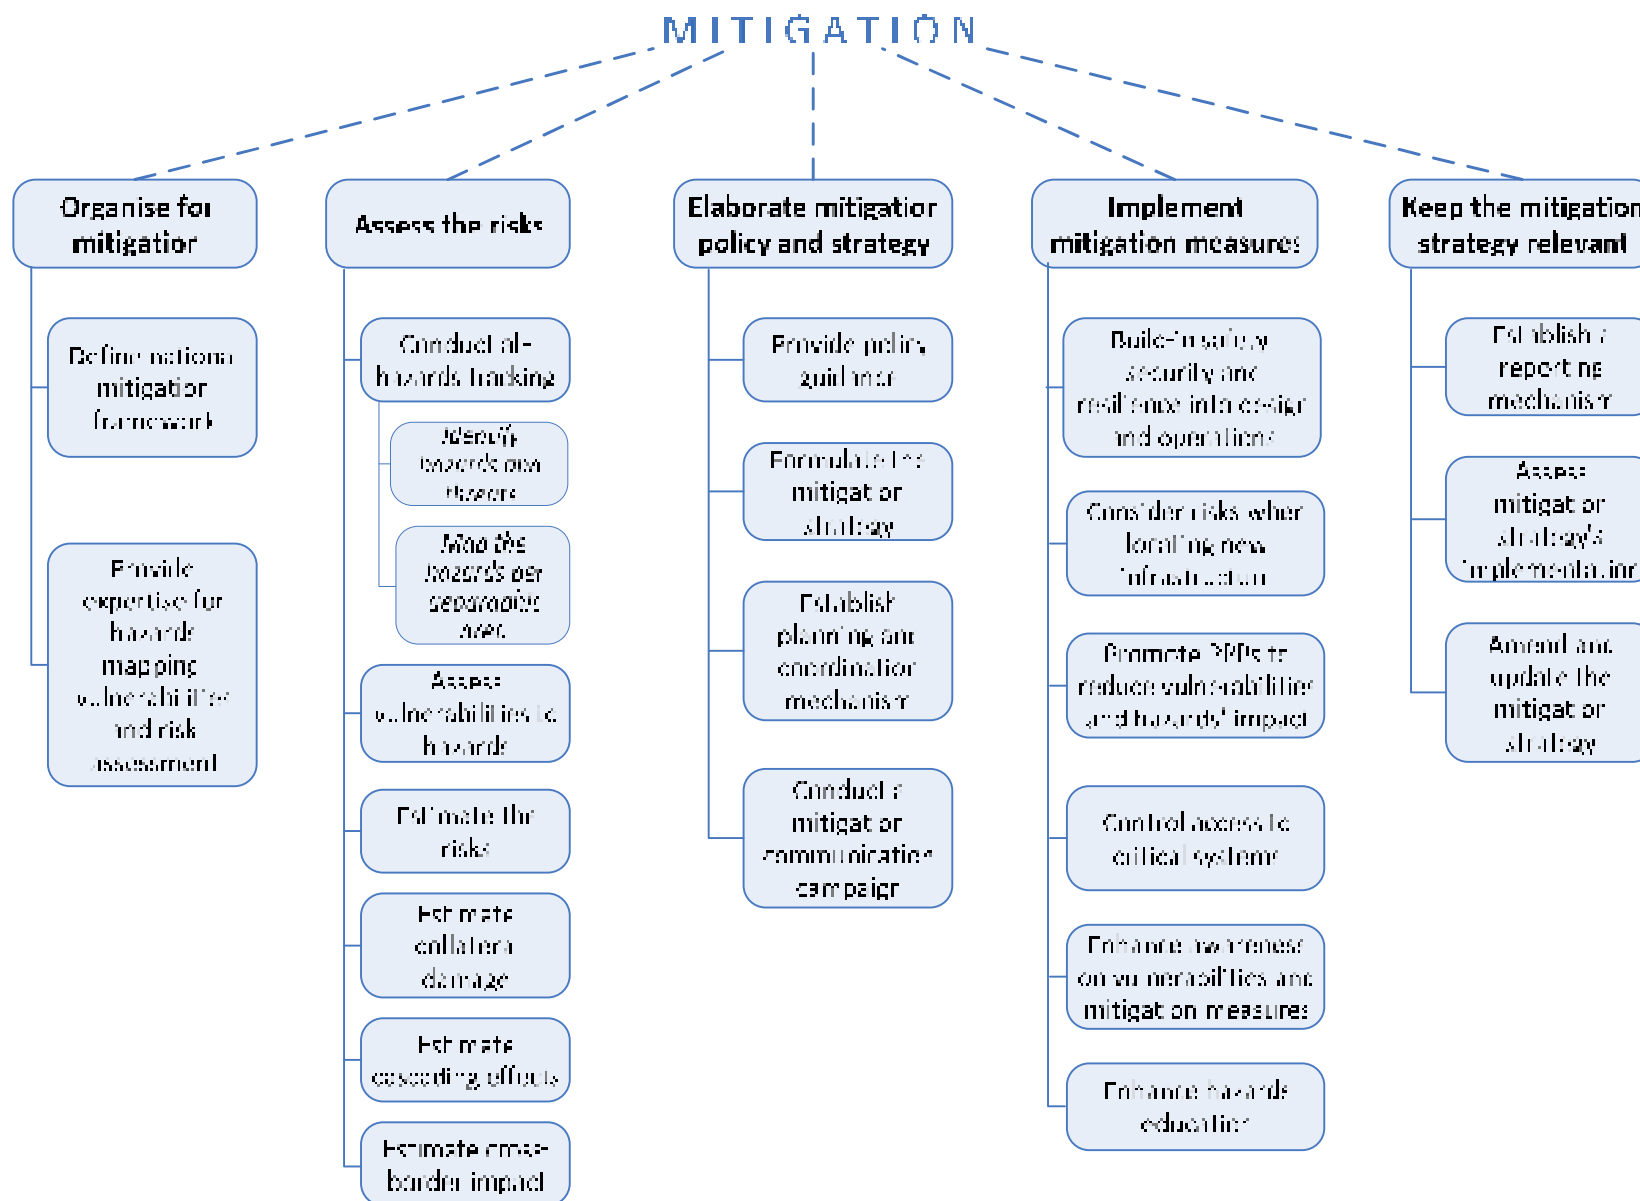 MITIGATION
Organise for
mitigation
Define national
mitigation
framework
Provide
expertise for
hazards
mapping
vulnerabilities
and risk
assessment
Assess the risks
Conduct all-
hazards tracking
Identify
hazards and
threats
Map the
hazards per
geographic
area
Assess
vulnerabilities to
hazards
Estimate the
risks
Estimate
collateral
damage
Estimate
cascading effects
Estimate cross-
border impact
Elaborate mitigation
policy and strategy
Provide policy
guidance
Formulate the
mitigation
strategy
Establish
planning and
coordination
mechanism
Conduct a
mitigation
communication
campaign
Implement
mitigation measures
Build-in safety
security and
resilience into design
and operations
Consider risks when
locating new
infrastructure
Promote PPPs to
reduce vulnerabilities
and hazards' impact
Control access to
critical systems
Enhance awareness
on vulnerabilities and
mitigation measures
Enhance hazards
education
Keep the mitigation
strategy relevant
Establish a
reporting
mechanism
Assess
mitigation
strategy's
implementation
Amend and
update the
mitigation
strategy